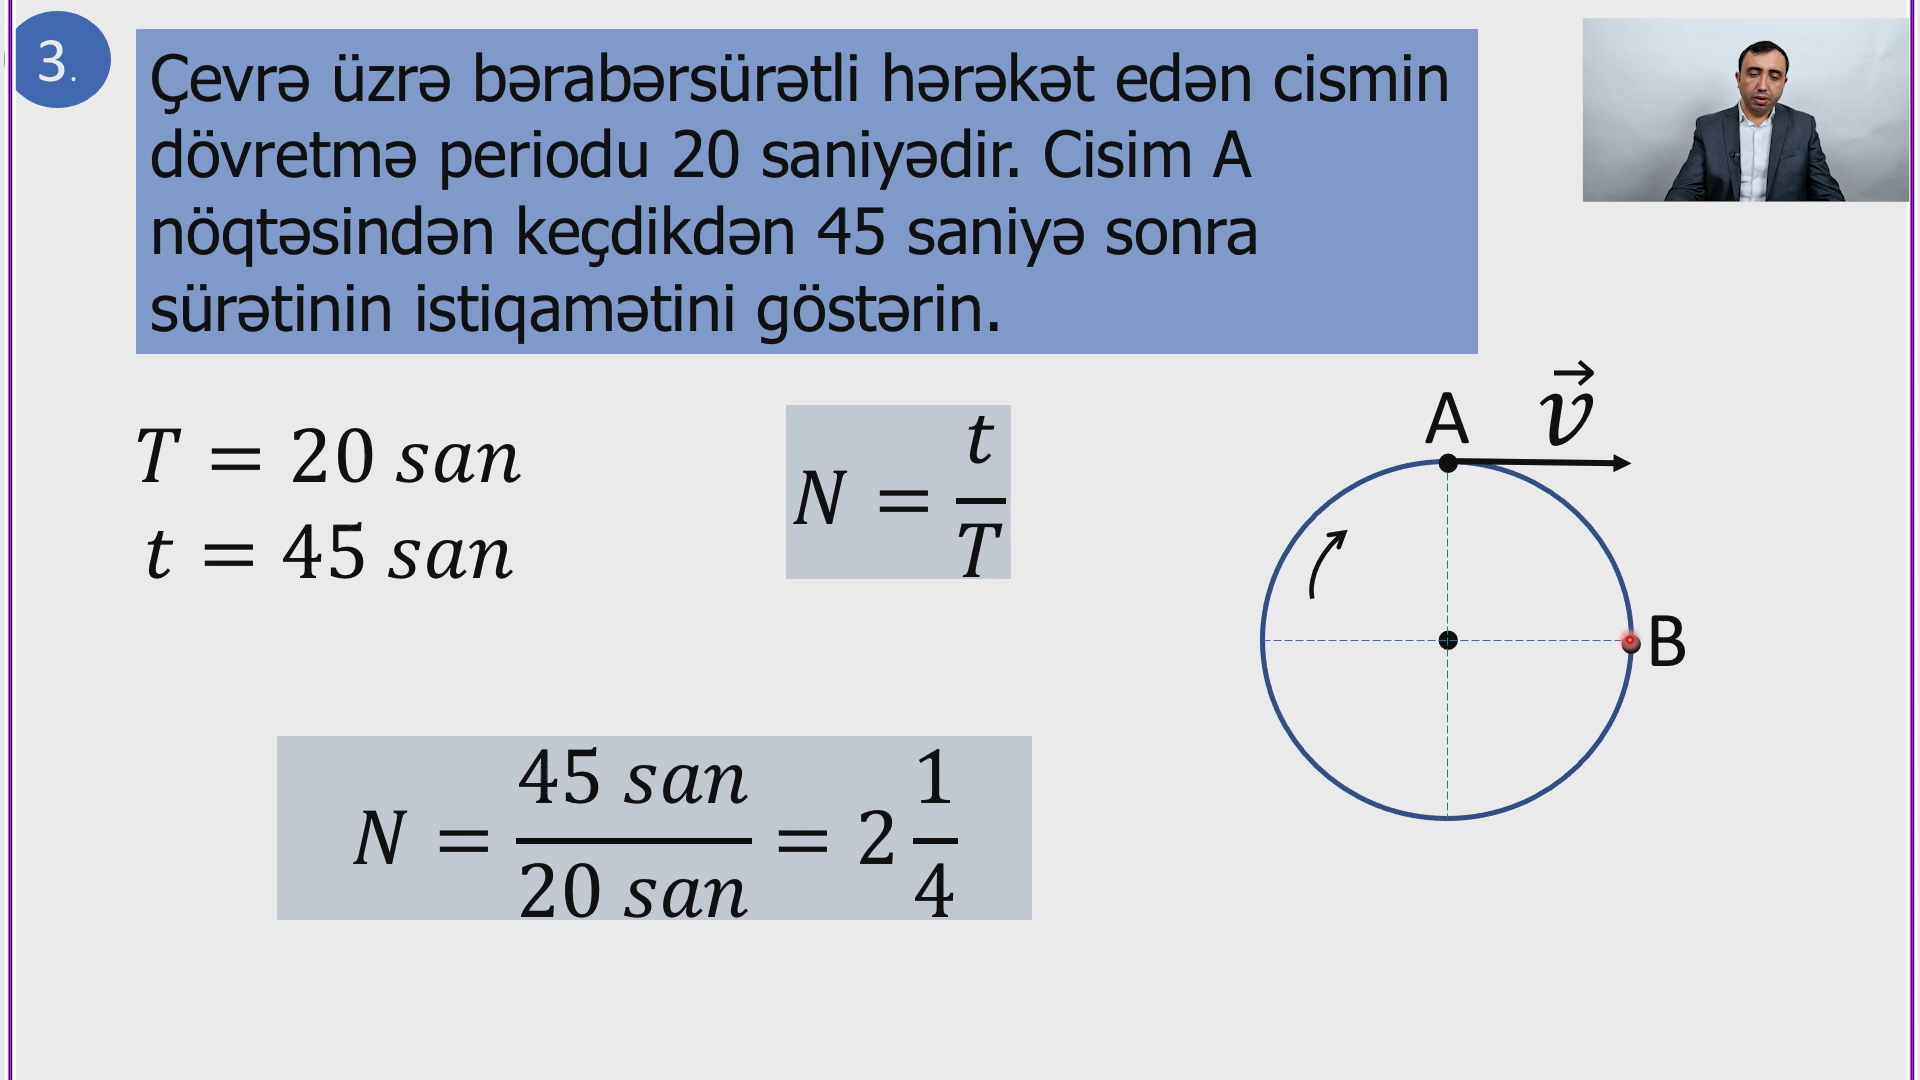 3.
Çevrə üzrə bərabərsürətli hərəkət edən cismin
dövretmə periodu 20 saniyədir. Cisim A
nöqtəsindən keçdikdən 45 saniyə sonra
sürətinin istiqamətini göstərin.
T = 20 san
t = 45 san
N = t/T
A
v⃗
B
N = 45 san/20 san = 2 1/4